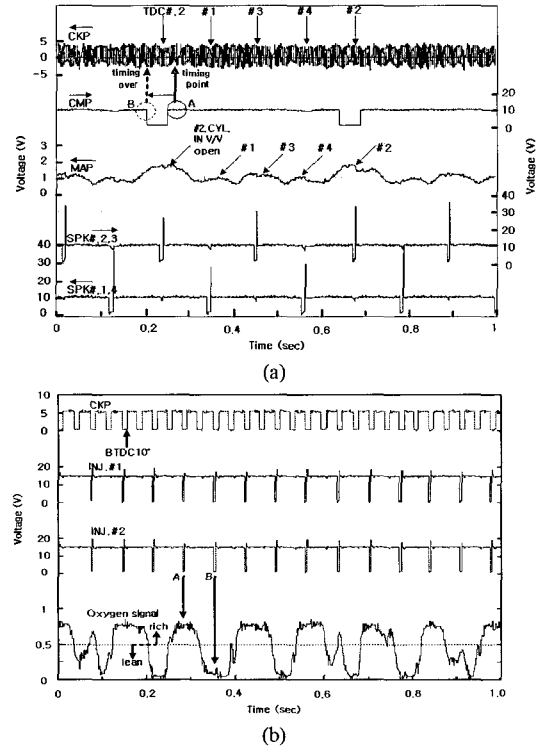 (a)
TDC#,2 #1 #3 #4 #2
CKP
5
0
-5
timing over
timing point
B
A
CMP
20
10
0
#2,CYL, IN V/V open
#1
#3
#4
#2
3
2
1
0
MAP
Voltage (V)
Voltage (V)
SPK#,2,3
40
30
20
10
0
SPK#,1,4
30
20
10
0
0 0,2 0,4 0,6 0,8 1
Time (sec)
(a)
10
5
0
CKP
BTDC10°
20
10
0
INJ,#1
20
10
0
INJ,#2
Voltage (V)
A
B
Oxygen signal
rich
lean
1
0.5
0
0 0.2 0.4 0.6 0.8 1.0
Time (sec)
(b)